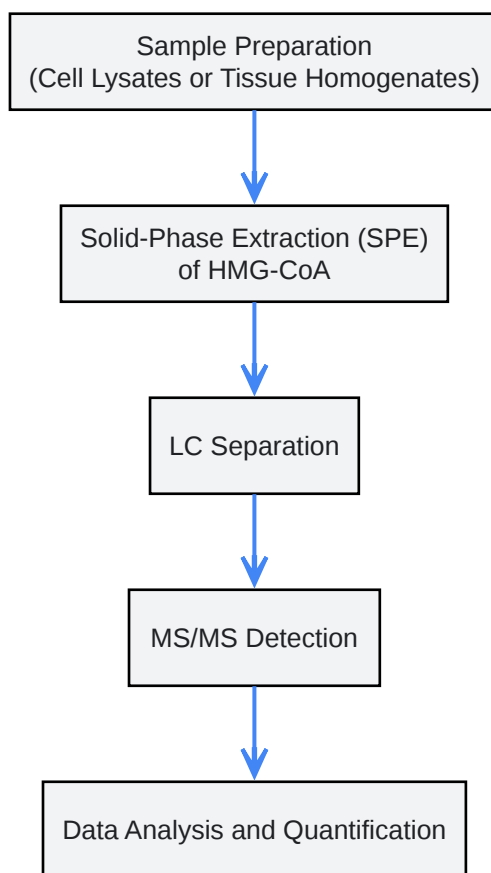 Sample Preparation
(Cell Lysates or Tissue Homogenates)
Solid-Phase Extraction (SPE)
of HMG-CoA
LC Separation
MS/MS Detection
Data Analysis and Quantification